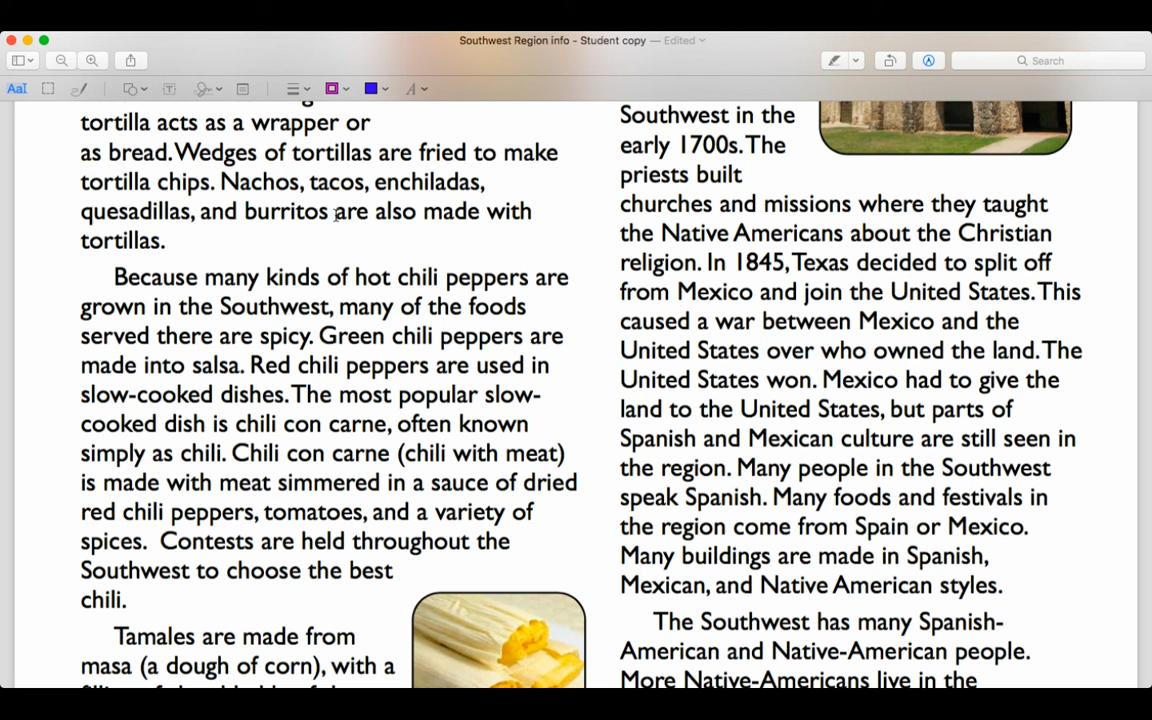 Southwest Region info - Student copy — Edited
Search
AaI
A
tortilla acts as a wrapper or
as bread. Wedges of tortillas are fried to make
tortilla chips. Nachos, tacos, enchiladas,
quesadillas, and burritos are also made with
tortillas.
Because many kinds of hot chili peppers are
grown in the Southwest, many of the foods
served there are spicy. Green chili peppers are
made into salsa. Red chili peppers are used in
slow-cooked dishes. The most popular slow-
cooked dish is chili con carne, often known
simply as chili. Chili con carne (chili with meat)
is made with meat simmered in a sauce of dried
red chili peppers, tomatoes, and a variety of
spices. Contests are held throughout the
Southwest to choose the best
chili.
Tamales are made from
masa (a dough of corn), with a
Southwest in the
early 1700s. The
priests built
churches and missions where they taught
the Native Americans about the Christian
religion. In 1845, Texas decided to split off
from Mexico and join the United States. This
caused a war between Mexico and the
United States over who owned the land. The
United States won. Mexico had to give the
land to the United States, but parts of
Spanish and Mexican culture are still seen in
the region. Many people in the Southwest
speak Spanish. Many foods and festivals in
the region come from Spain or Mexico.
Many buildings are made in Spanish,
Mexican, and Native American styles.
The Southwest has many Spanish-
American and Native-American people.
More Native-Americans live in the